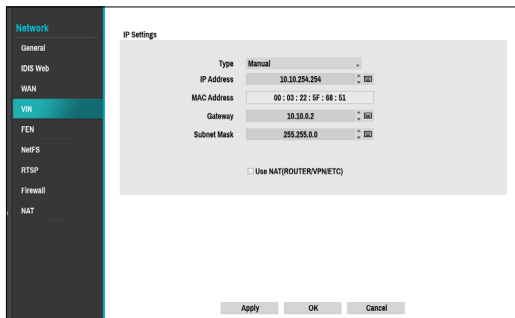 Network
General
IDIS Web
WAN
VIN
FEN
NetFS
RTSP
Firewall
NAT
IP Settings
Type Manual
IP Address 10.10.254.254
MAC Address 00 : 03 : 22 : 5F : 68 : 51
Gateway 10.10.0.2
Subnet Mask 255.255.0.0
Use NAT(ROUTER/VPN/ETC)
Apply OK Cancel